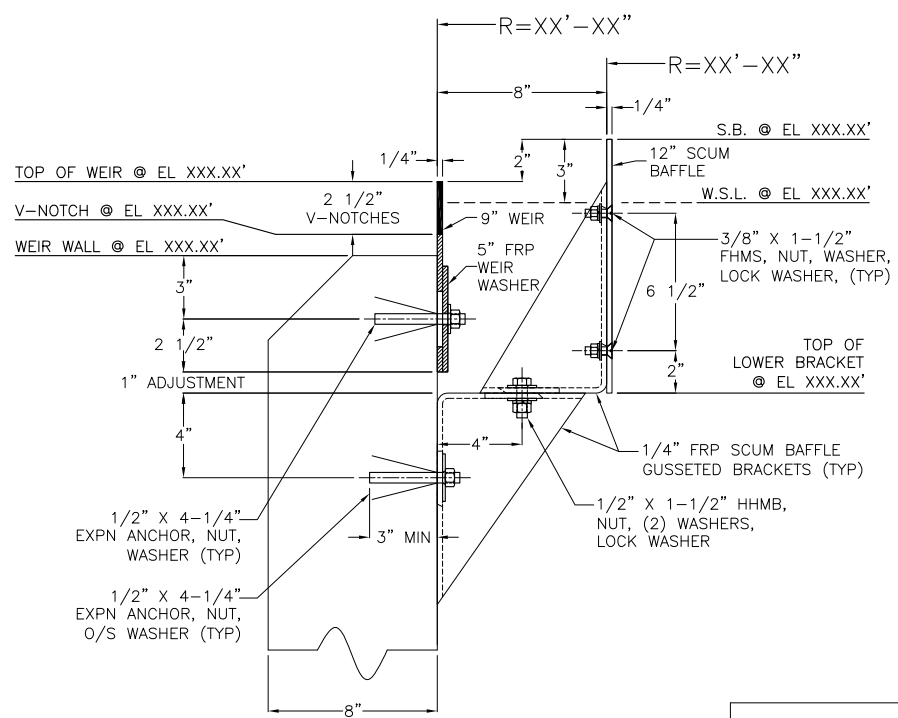 R=XX'-XX"
R=XX'-XX"
8"
1/4"
S.B. @ EL XXX.XX'
1/4"
2"
3"
12" SCUM
BAFFLE
TOP OF WEIR @ EL XXX.XX'
W.S.L. @ EL XXX.XX'
2 1/2"
V-NOTCHES
V-NOTCH @ EL XXX.XX'
9" WEIR
WEIR WALL @ EL XXX.XX'
5" FRP
WEIR
WASHER
3/8" X 1-1/2"
FHMS, NUT, WASHER,
LOCK WASHER, (TYP)
3"
6 1/2"
2 1/2"
TOP OF
LOWER BRACKET
@ EL XXX.XX'
2"
1" ADJUSTMENT
4"
4"
1/4" FRP SCUM BAFFLE
GUSSETED BRACKETS (TYP)
1/2" X 4-1/4"
EXPN ANCHOR, NUT,
WASHER (TYP)
3" MIN
1/2" X 1-1/2" HHMB,
NUT, (2) WASHERS,
LOCK WASHER
1/2" X 4-1/4"
EXPN ANCHOR, NUT,
O/S WASHER (TYP)
8"